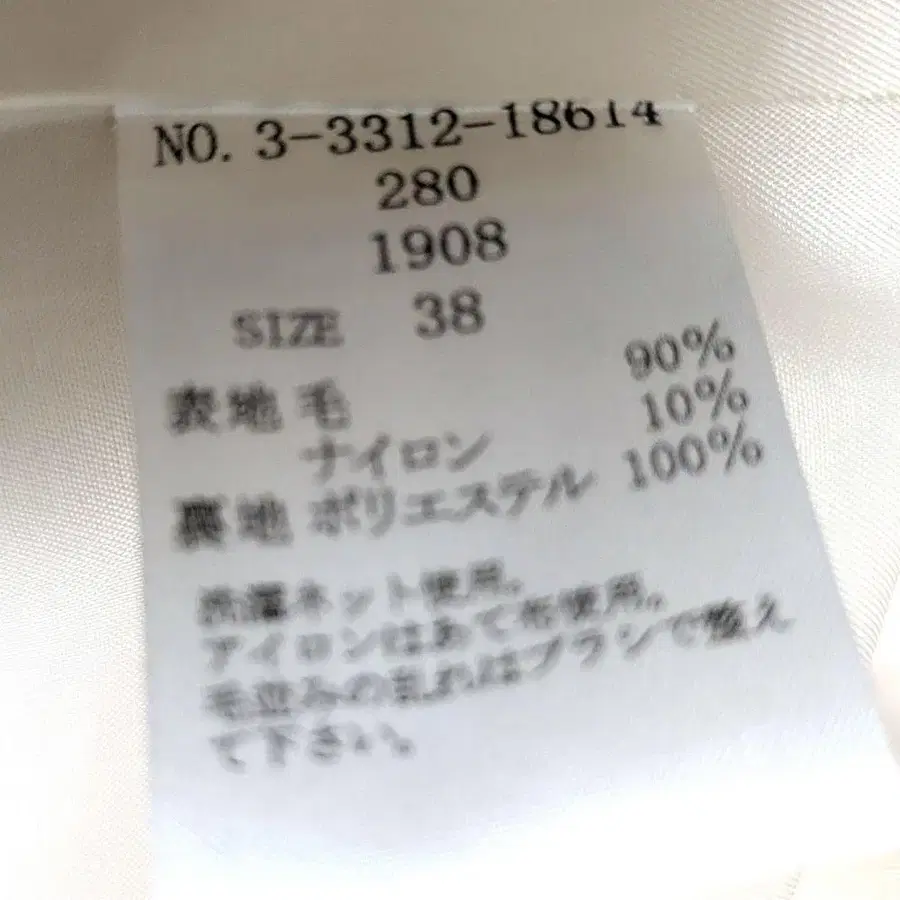 NO. 3-3312-18614
280
1908
SIZE 38
表地 毛 90%
ナイロン 10%
裏地 ポリエステル 100%
洗濯ネット使用。
アイロンはあて布使用。
毛並みの乱れはブラシで整え
て下さい。